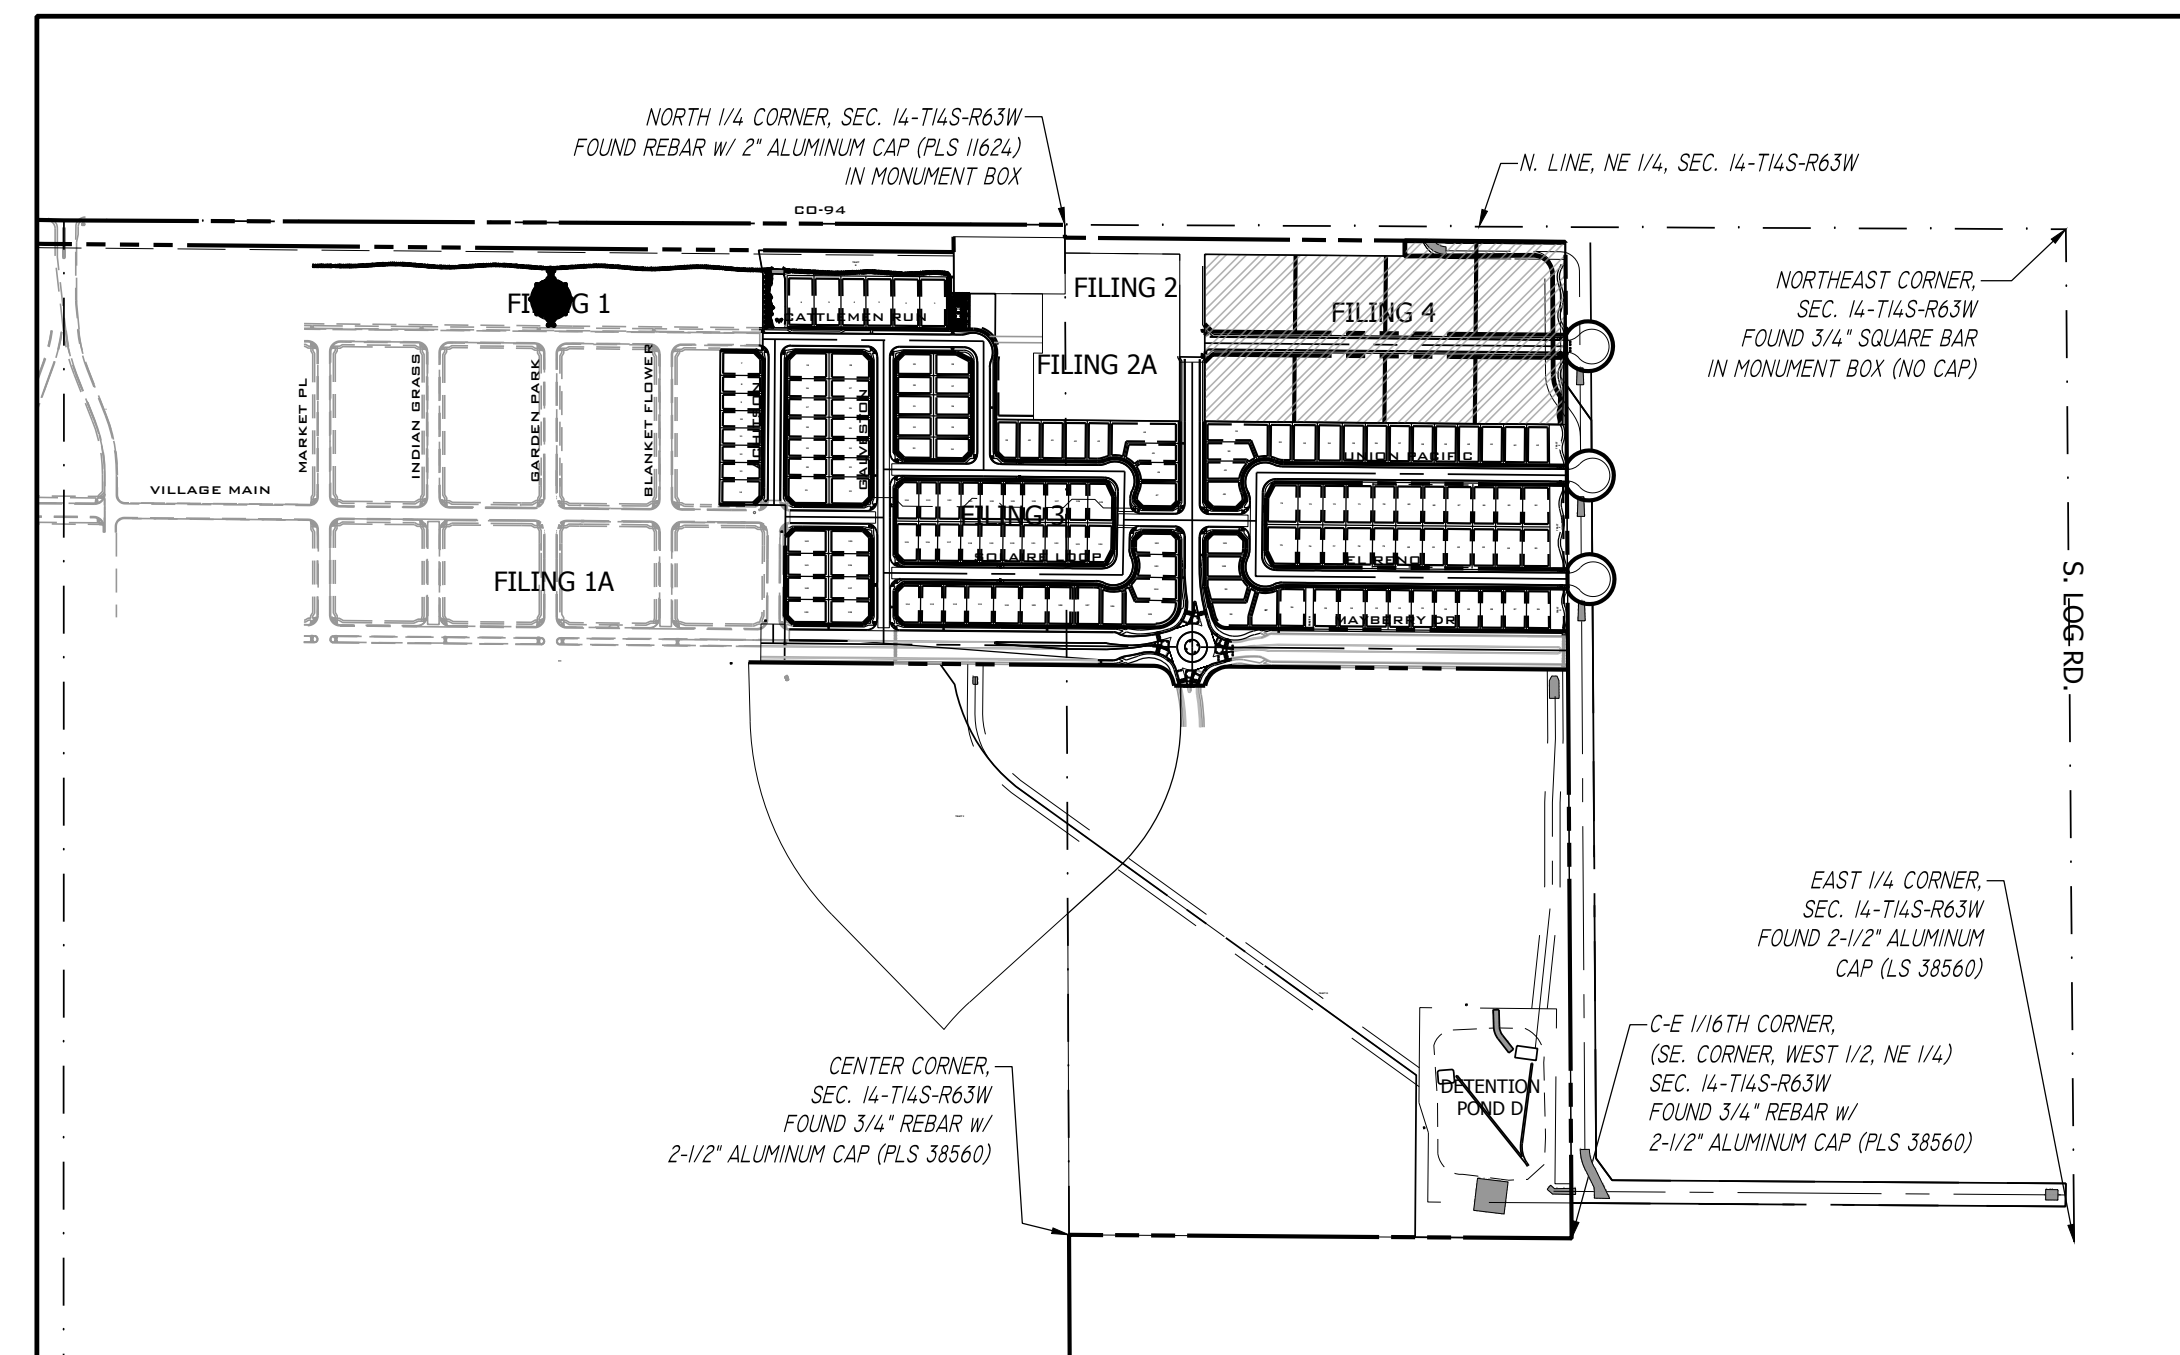 NORTH 1/4 CORNER, SEC. 14-T14S-R63W
FOUND REBAR W/ 2" ALUMINUM CAP (PLS 11624)
IN MONUMENT BOX
N. LINE, NE 1/4, SEC. 14-T14S-R63W
CO-94
NORTHEAST CORNER,
SEC. 14-T14S-R63W
FOUND 3/4" SQUARE BAR
IN MONUMENT BOX (NO CAP)
FILING 1
FILING 2
FILING 4
CATTLEMEN RUN
FILING 2A
MARKET PL
INDIAN GRASS
GARDEN PARK
BLANKET FLOWER
GALVESTON
UNION PACIFIC
VILLAGE MAIN
FILING 3
SOLAIRE LOOP
EL RENO
FILING 1A
MAYBERRY DR
S. LOG RD.
EAST 1/4 CORNER,
SEC. 14-T14S-R63W
FOUND 2-1/2" ALUMINUM
CAP (LS 38560)
C-E 1/16TH CORNER,
(SE. CORNER, WEST 1/2, NE 1/4)
SEC. 14-T14S-R63W
FOUND 3/4" REBAR W/
2-1/2" ALUMINUM CAP (PLS 38560)
CENTER CORNER,
SEC. 14-T14S-R63W
FOUND 3/4" REBAR W/
2-1/2" ALUMINUM CAP (PLS 38560)
DETENTION
POND D